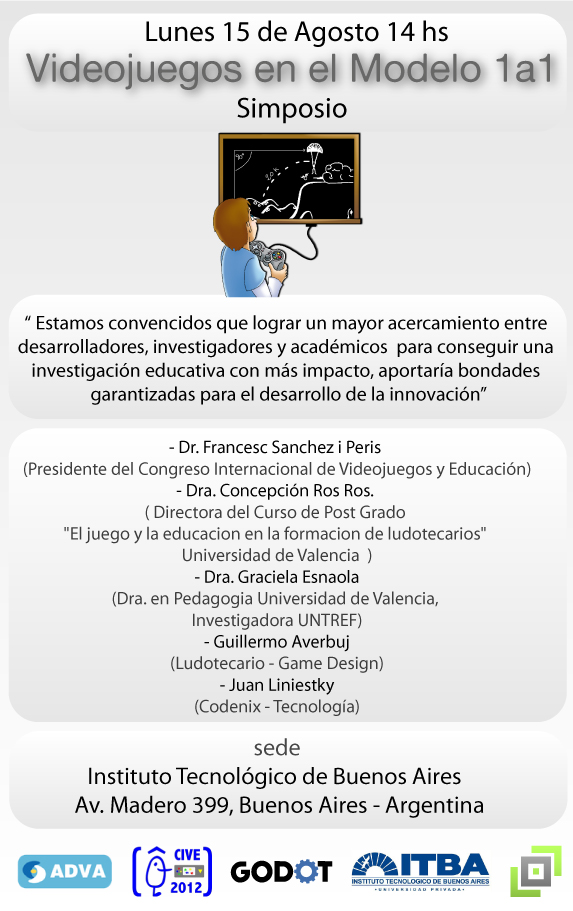 Lunes 15 de Agosto 14 hs
Videojuegos en el Modelo 1a1
Simposio
“ Estamos convencidos que lograr un mayor acercamiento entre
desarrolladores, investigadores y académicos para conseguir una
investigación educativa con más impacto, aportaría bondades
garantizadas para el desarrollo de la innovación”
- Dr. Francesc Sanchez i Peris
(Presidente del Congreso Internacional de Videojuegos y Educación)
- Dra. Concepción Ros Ros.
( Directora del Curso de Post Grado
"El juego y la educacion en la formacion de ludotecarios"
Universidad de Valencia )
- Dra. Graciela Esnaola
(Dra. en Pedagogia Universidad de Valencia,
Investigadora UNTREF)
- Guillermo Averbuj
(Ludotecario - Game Design)
- Juan Liniestky
(Codenix - Tecnología)
sede
Instituto Tecnológico de Buenos Aires
Av. Madero 399, Buenos Aires - Argentina
ADVA
CIVE
2012
GODOT
ITBA
INSTITUTO TECNOLÓGICO DE BUENOS AIRES
UNIVERSIDAD PRIVADA